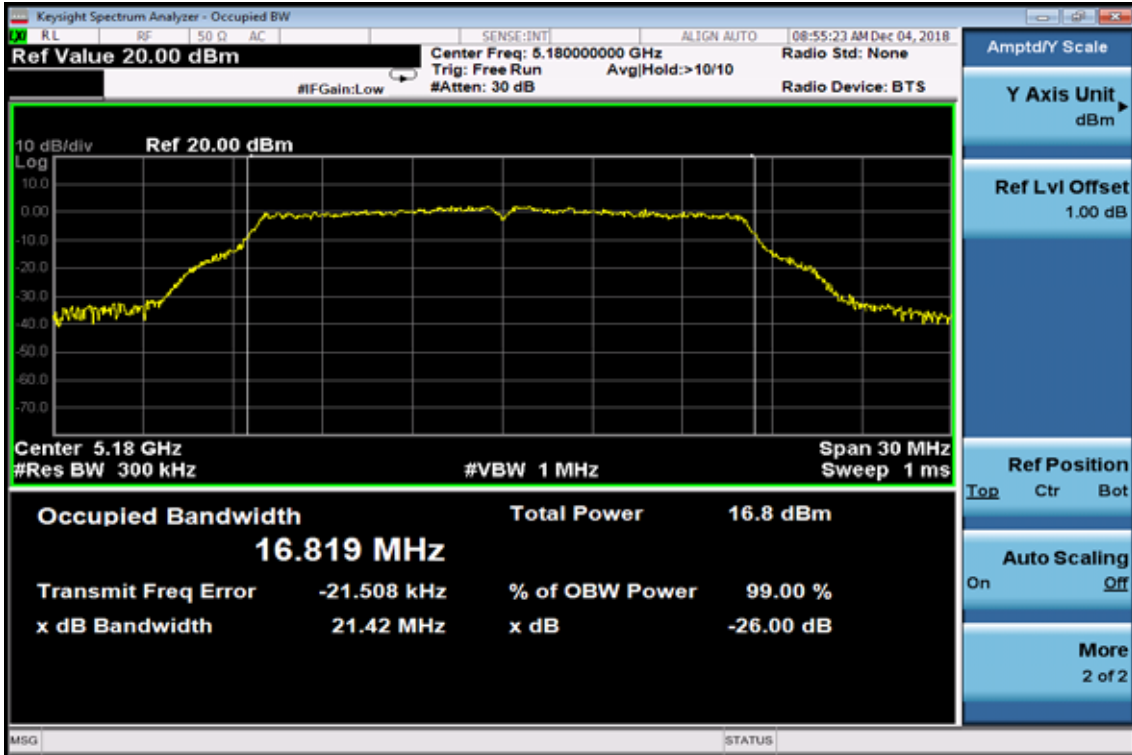 Keysight Spectrum Analyzer - Occupied BW
LXI RL RF 50 Ω AC SENSE:INT ALIGN AUTO 08:55:23 AM Dec 04, 2018
Ref Value 20.00 dBm
Center Freq: 5.180000000 GHz
Radio Std: None
Trig: Free Run Avg|Hold:>10/10
#IFGain:Low
#Atten: 30 dB
Radio Device: BTS
10 dB/div Ref 20.00 dBm
Log
10.0
0.00
-10.0
-20.0
-30.0
-40.0
-50.0
-60.0
-70.0
Center 5.18 GHz Span 30 MHz
#Res BW 300 kHz #VBW 1 MHz Sweep 1 ms
Occupied Bandwidth Total Power 16.8 dBm
16.819 MHz
Transmit Freq Error -21.508 kHz % of OBW Power 99.00 %
x dB Bandwidth 21.42 MHz x dB -26.00 dB
MSG STATUS
Amptd/Y Scale
Y Axis Unit
dBm
Ref Lvl Offset
1.00 dB
Ref Position
Top Ctr Bot
Auto Scaling
On Off
More
2 of 2